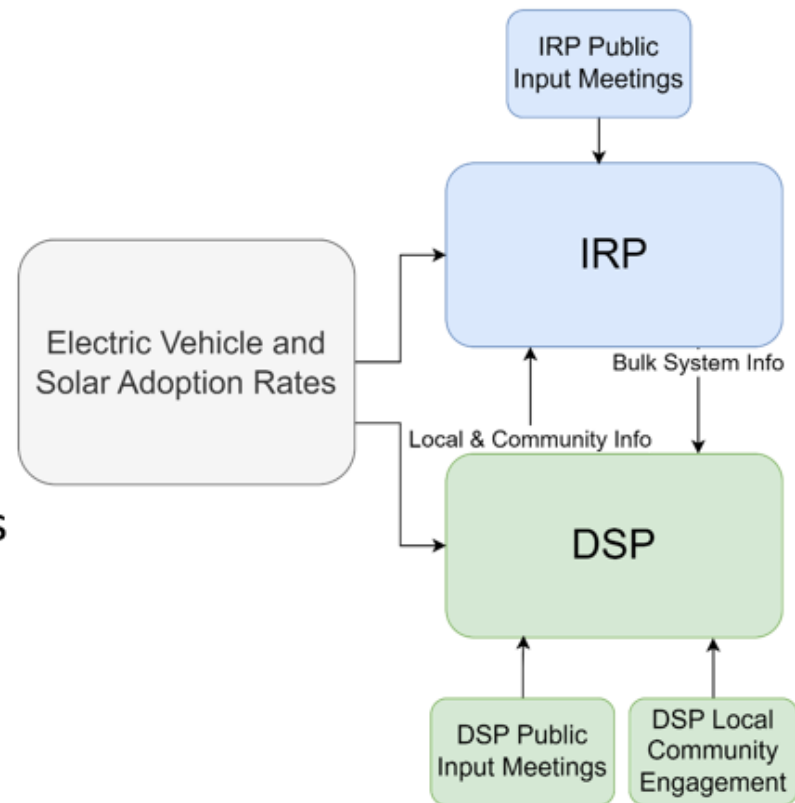 IRP Public
Input Meetings
IRP
Electric Vehicle and
Solar Adoption Rates
Bulk System Info
Local & Community Info
s
DSP
DSP Public
Input Meetings
DSP Local
Community
Engagement